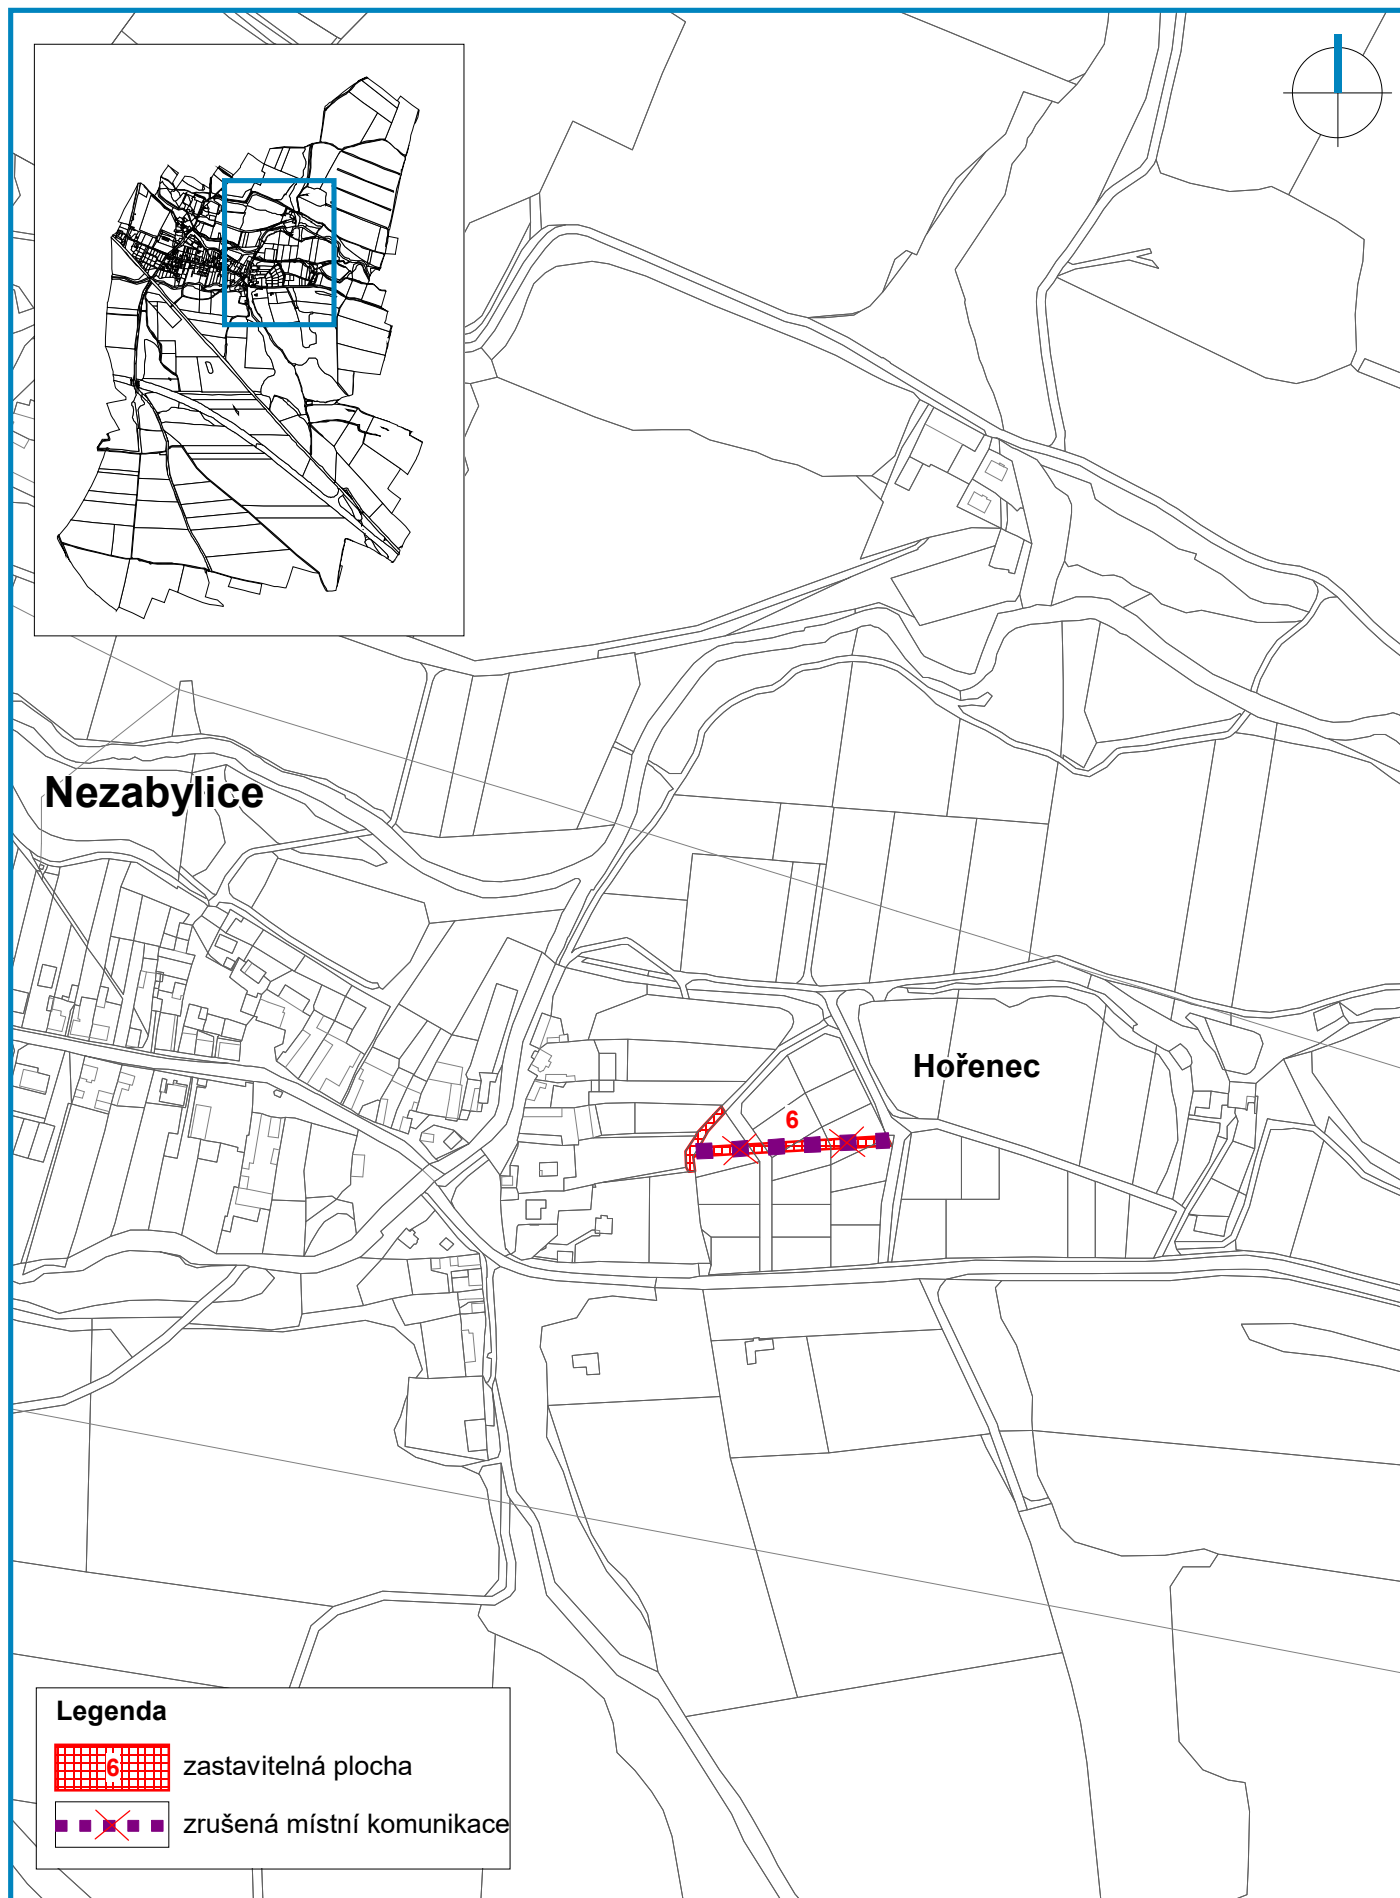 Nezabylice
Hořenec
6
Legenda
6
zastavitelná plocha
zrušená místní komunikace